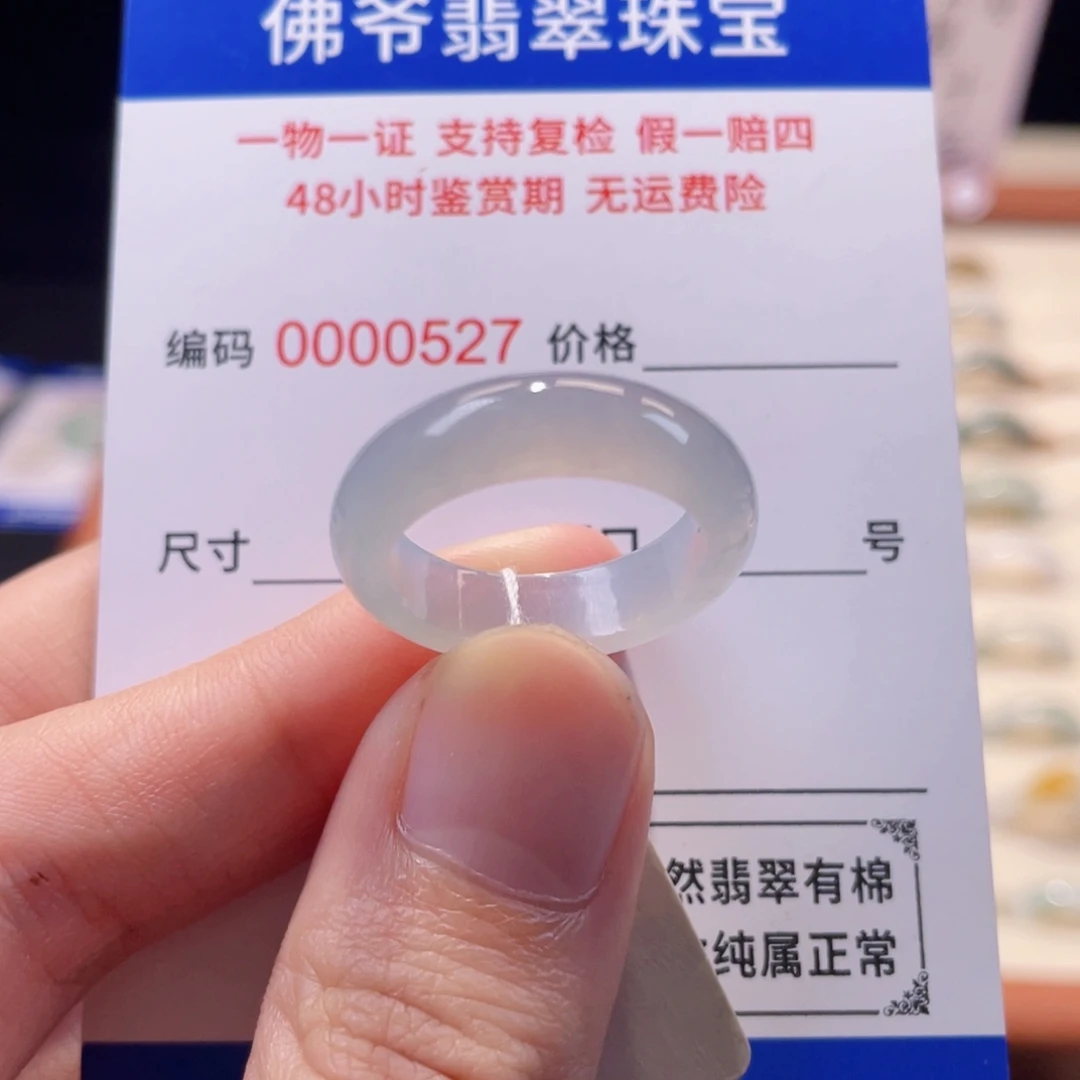 佛爷翡翠珠宝
一物一证 支持复检 假一赔四
48小时鉴赏期 无运费险
编码 0000527 价格
尺寸 号
然翡翠有棉
纯属正常